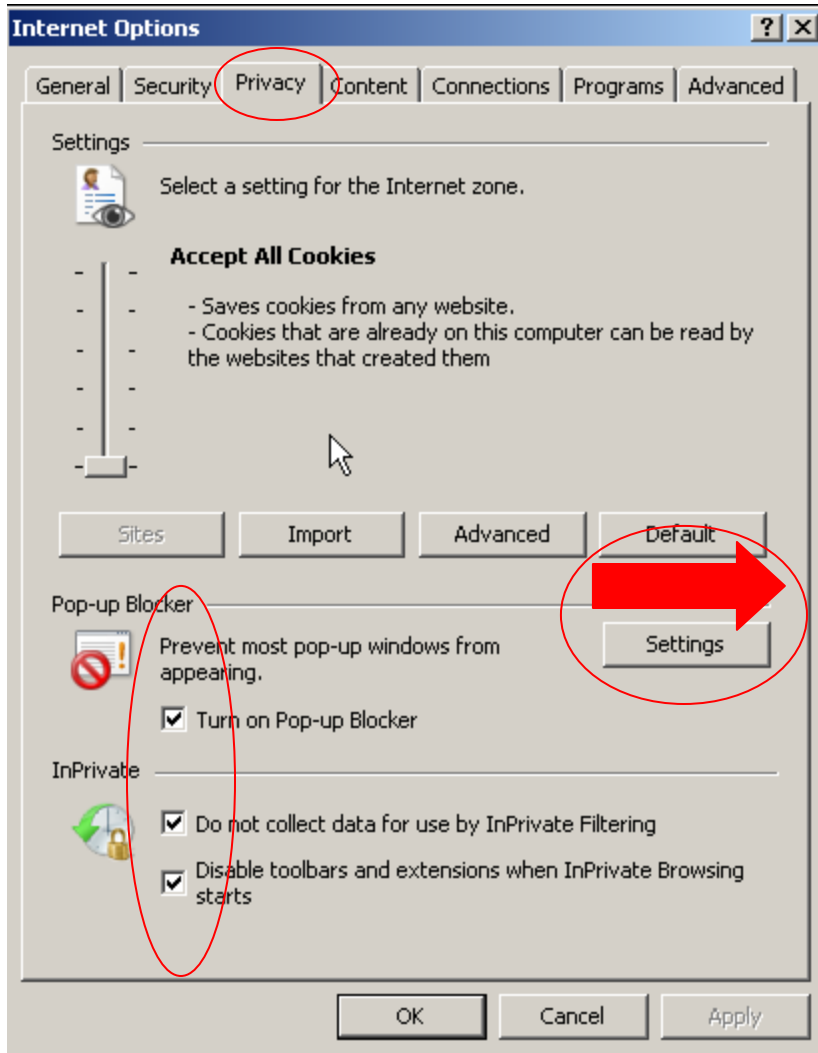 Internet Options
General Security Privacy Content Connections Programs Advanced
Settings
Select a setting for the Internet zone.
Accept All Cookies
- Saves cookies from any website.
- Cookies that are already on this computer can be read by
the websites that created them
Sites Import Advanced Default
Pop-up Blocker
Prevent most pop-up windows from
appearing.
Settings
Turn on Pop-up Blocker
InPrivate
Do not collect data for use by InPrivate Filtering
Disable toolbars and extensions when InPrivate Browsing
starts
OK Cancel Apply